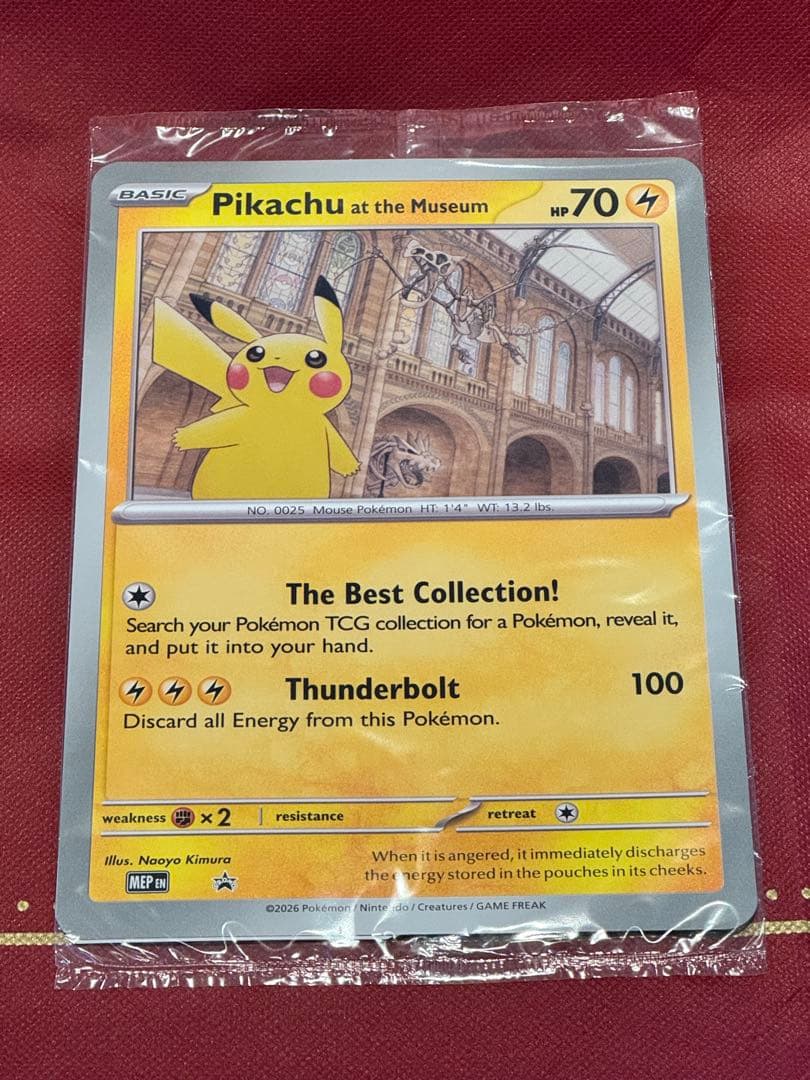 BASIC Pikachu at the Museum HP 70
NO. 0025 Mouse Pokémon HT: 1'4" WT: 13.2 lbs.
The Best Collection!
Search your Pokémon TCG collection for a Pokémon, reveal it,
and put it into your hand.
Thunderbolt 100
Discard all Energy from this Pokémon.
weakness ×2 resistance retreat
Illus. Naoyo Kimura
When it is angered, it immediately discharges
the energy stored in the pouches in its cheeks.
MEP EN
©2026 Pokémon / Nintendo / Creatures / GAME FREAK